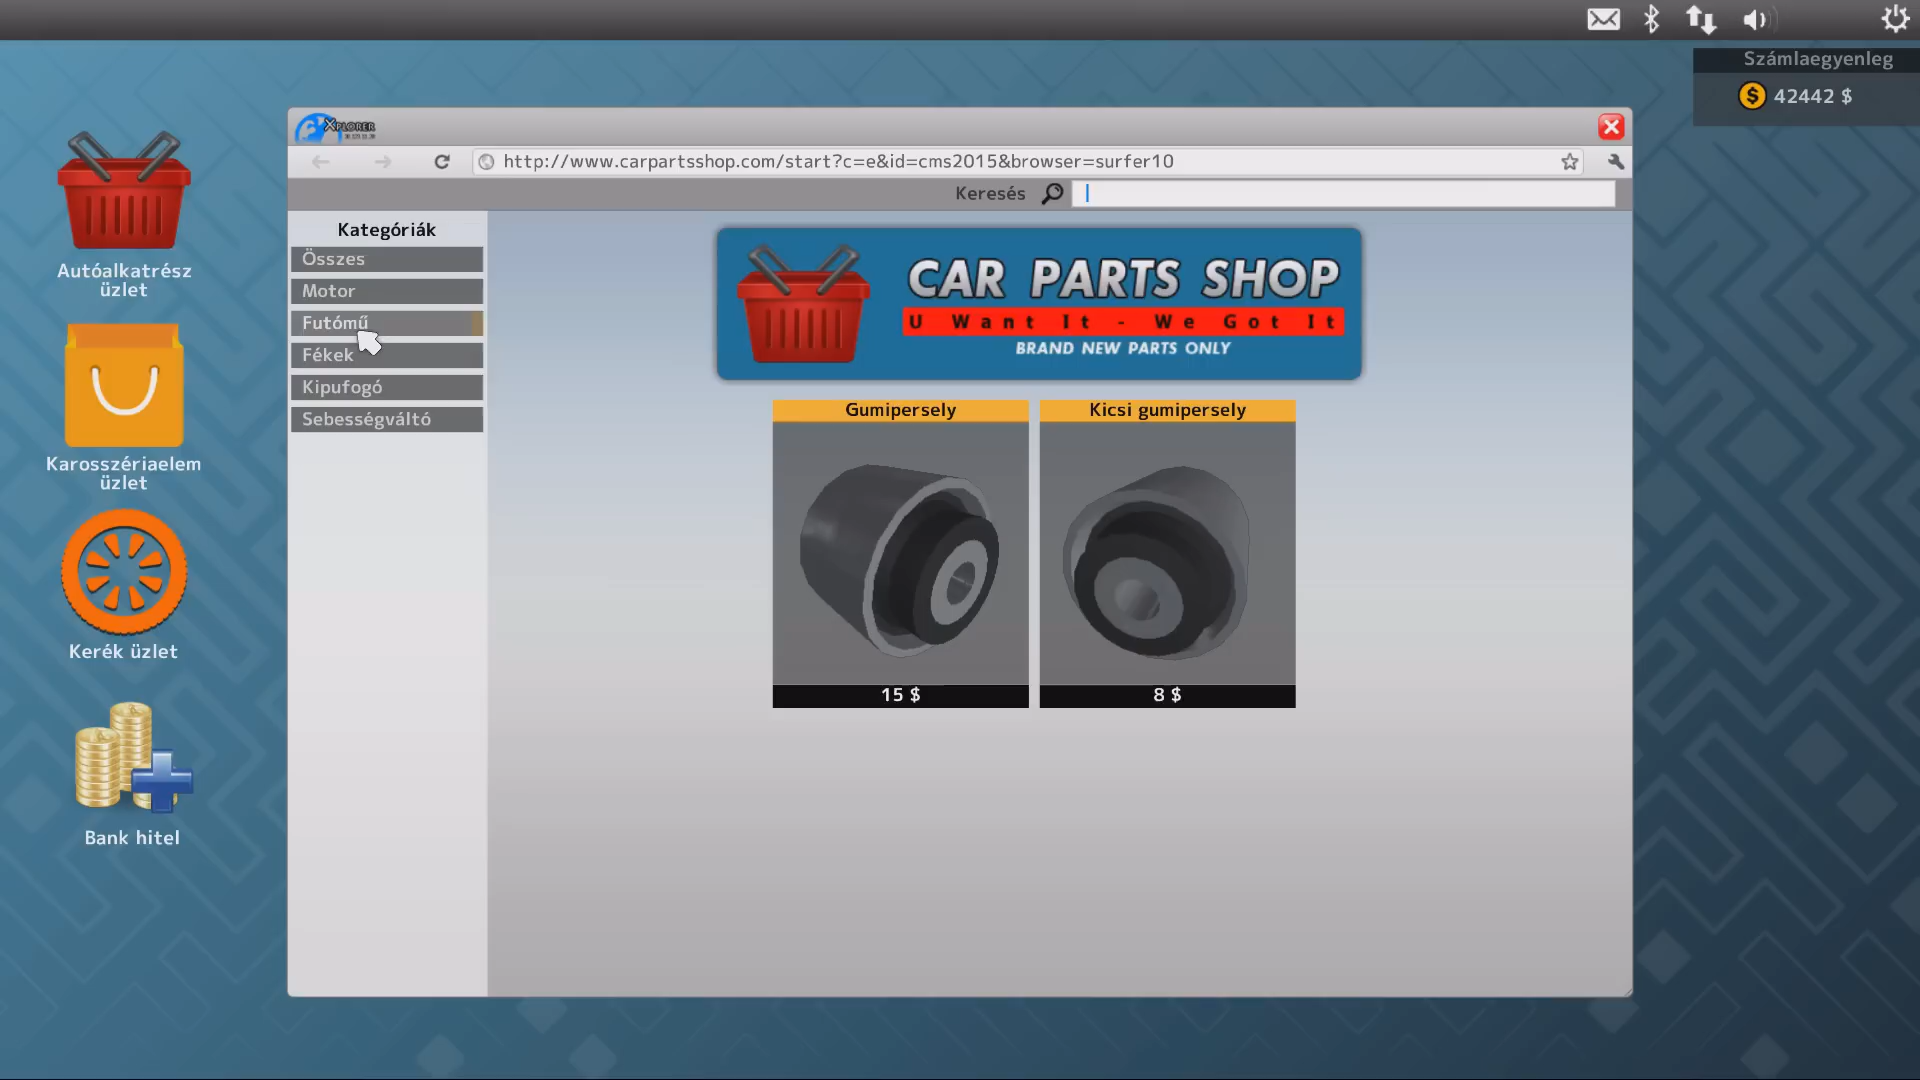 Számlaegyenleg
42442 $
XPLORER
http://www.carpartsshop.com/start?c=e&id=cms2015&browser=surfer10
Keresés
Kategóriák
Összes
Motor
Futómű
Fékek
Kipufogó
Sebességváltó
CAR PARTS SHOP
U Want It - We Got It
BRAND NEW PARTS ONLY
Gumipersely
Kicsi gumipersely
15 $
8 $
Autóalkatrész
üzlet
Karosszériaelem
üzlet
Kerék üzlet
Bank hitel